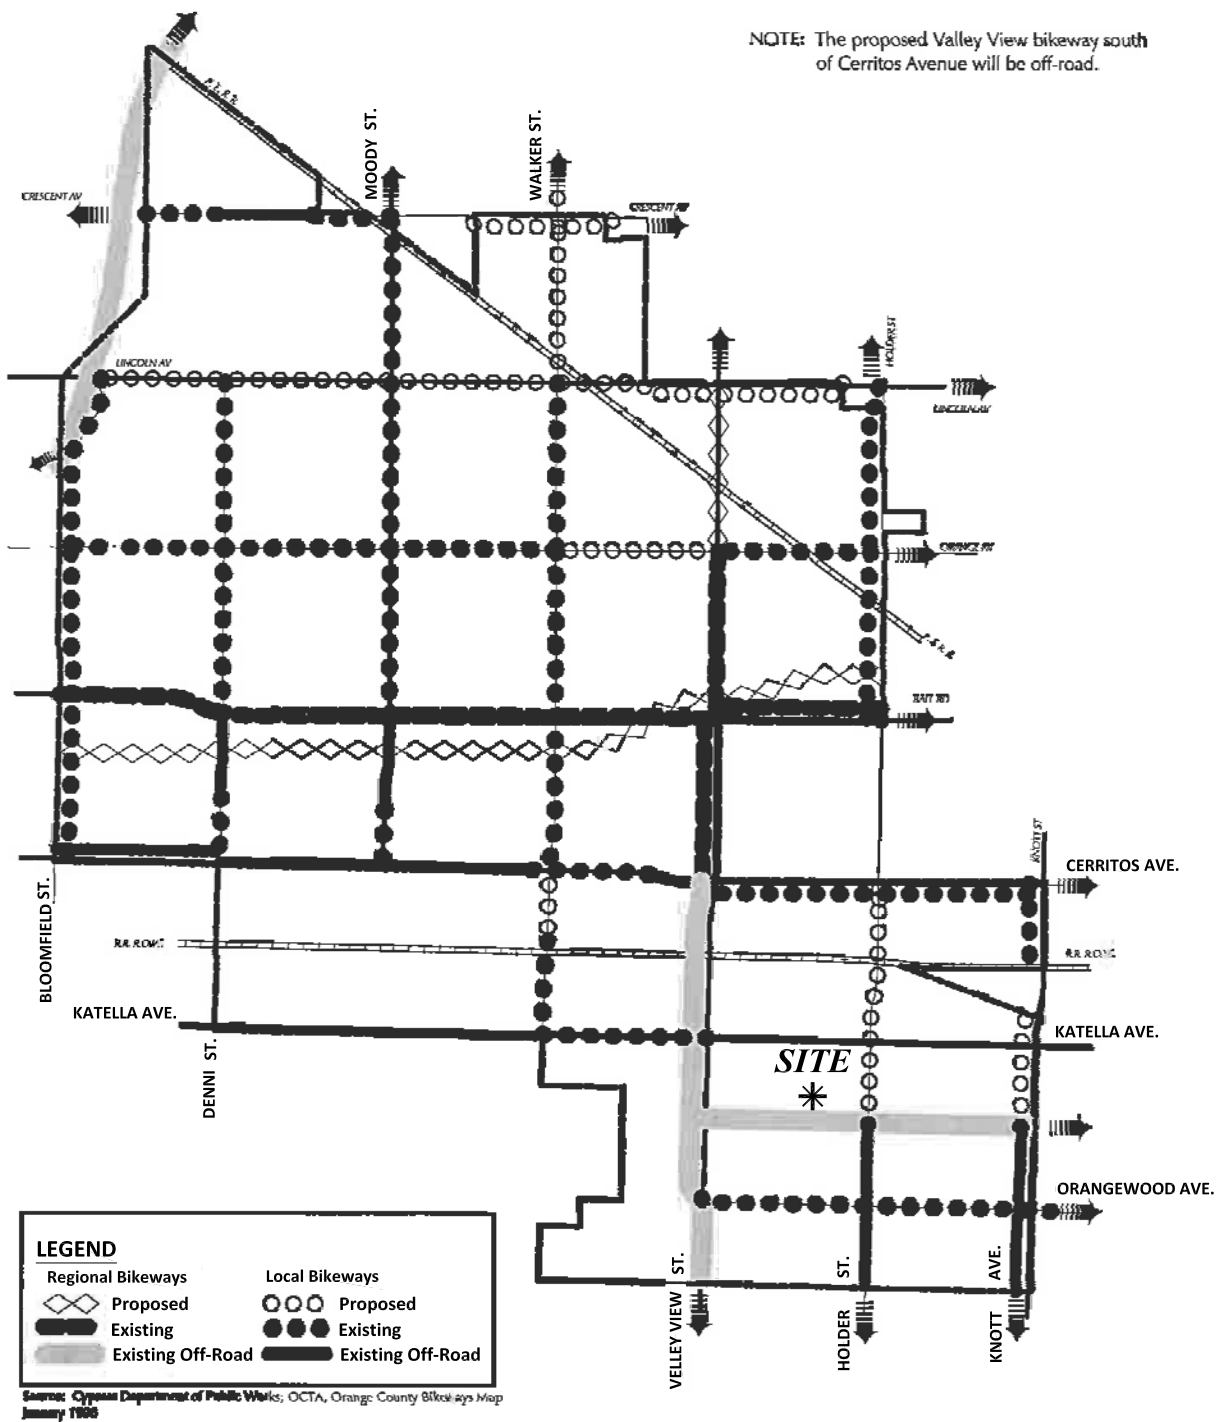 NOTE: The proposed Valley View bikeway south
of Cerritos Avenue will be off-road.
MOODY ST.
WALKER ST.
CRESCENT AV
CRESCENT AV
HOLDER ST
LINCOLN AV
LINCOLN AV
ORANGE AV
KNOTT ST
CERRITOS AVE.
BLOOMFIELD ST.
R.R. R.O.W.
R.R. R.O.W.
KATELLA AVE.
KATELLA AVE.
DENNI ST.
SITE
ORANGEWOOD AVE.
VELLEY VIEW ST.
HOLDER ST.
KNOTT AVE.
LEGEND
Regional Bikeways
Local Bikeways
Proposed
Proposed
Existing
Existing
Existing Off-Road
Existing Off-Road
Source: Cypress Department of Public Works; OCTA, Orange County Bikeways Map
January